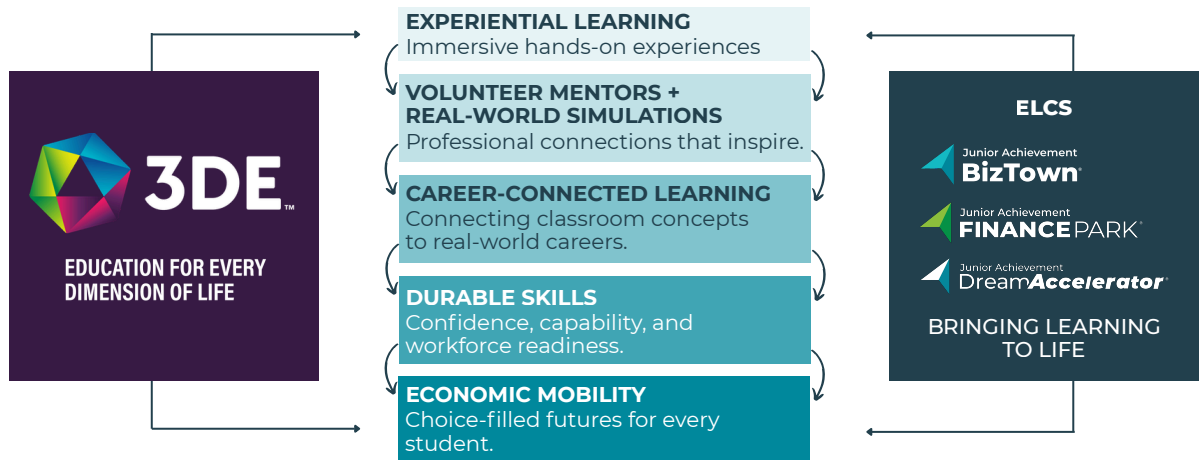 3DE™
EDUCATION FOR EVERY
DIMENSION OF LIFE
EXPERIENTIAL LEARNING
Immersive hands-on experiences
VOLUNTEER MENTORS +
REAL-WORLD SIMULATIONS
Professional connections that inspire.
CAREER-CONNECTED LEARNING
Connecting classroom concepts
to real-world careers.
DURABLE SKILLS
Confidence, capability, and
workforce readiness.
ECONOMIC MOBILITY
Choice-filled futures for every
student.
ELCS
Junior Achievement
BizTown®
Junior Achievement
FINANCE PARK®
Junior Achievement
DreamAccelerator®
BRINGING LEARNING
TO LIFE